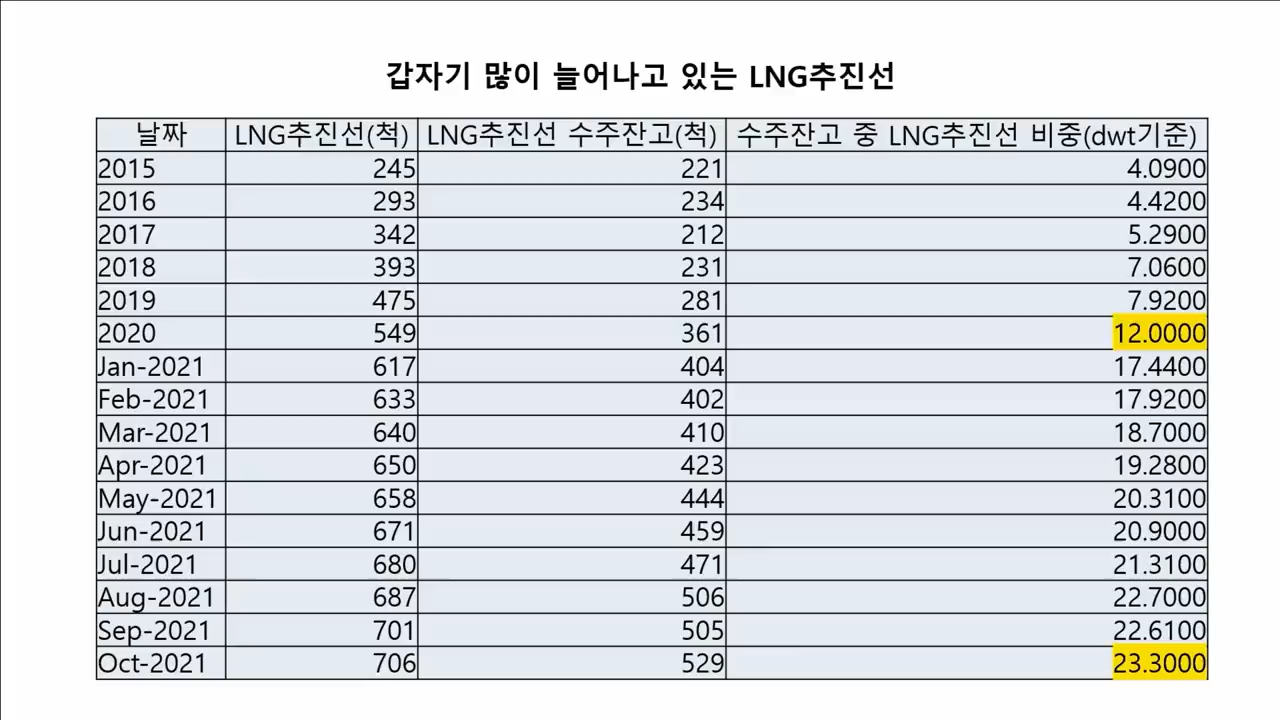 갑자기 많이 늘어나고 있는 LNG추진선
날짜 LNG추진선(척) LNG추진선 수주잔고(척) 수주잔고 중 LNG추진선 비중(dwt기준)
2015 245 221 4.0900
2016 293 234 4.4200
2017 342 212 5.2900
2018 393 231 7.0600
2019 475 281 7.9200
2020 549 361 12.0000
Jan-2021 617 404 17.4400
Feb-2021 633 402 17.9200
Mar-2021 640 410 18.7000
Apr-2021 650 423 19.2800
May-2021 658 444 20.3100
Jun-2021 671 459 20.9000
Jul-2021 680 471 21.3100
Aug-2021 687 506 22.7000
Sep-2021 701 505 22.6100
Oct-2021 706 529 23.3000